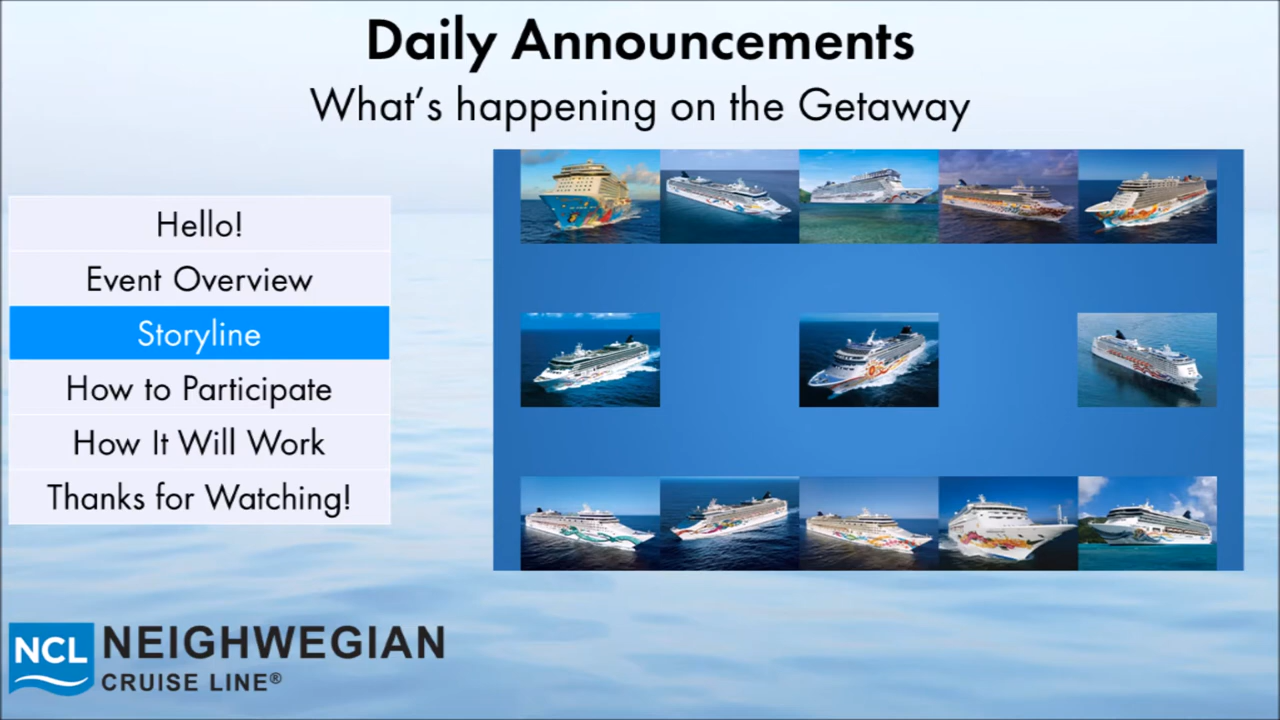 Daily Announcements
What's happening on the Getaway
Hello!
Event Overview
Storyline
How to Participate
How It Will Work
Thanks for Watching!
NCL NEIGHWEGIAN
CRUISE LINE®